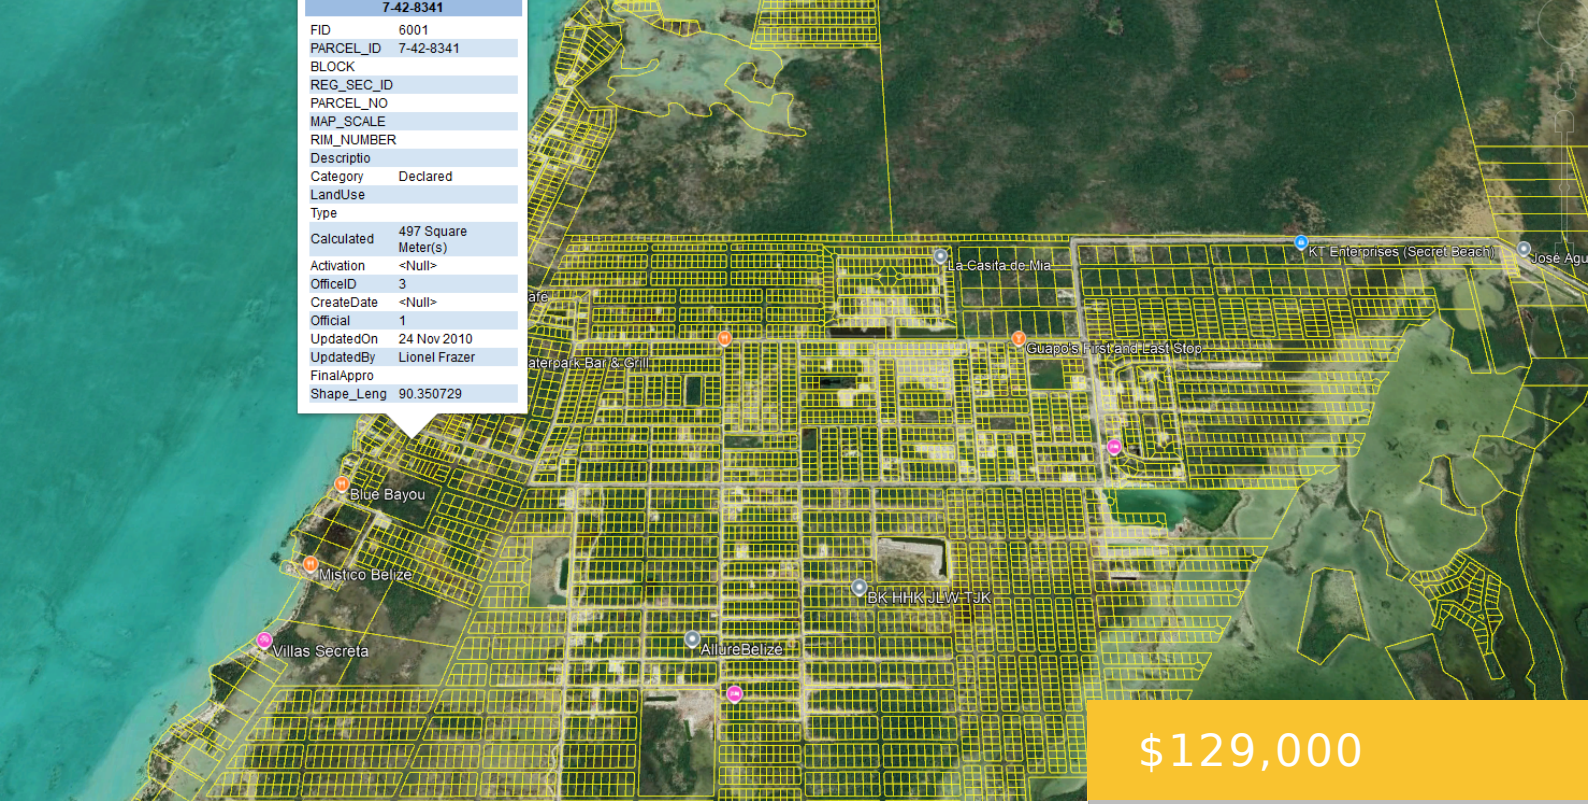 7-42-8341
FID 6001
PARCEL_ID 7-42-8341
BLOCK
REG_SEC_ID
PARCEL_NO
MAP_SCALE
RIM_NUMBER
Descriptio
Category Declared
LandUse
Type
Calculated 497 Square
Meter(s)
Activation <Null>
OfficeID 3
CreateDate <Null>
Official 1
UpdatedOn 24 Nov 2010
UpdatedBy Lionel Frazer
FinalAppro
Shape_Leng 90.350729
KT Enterprises (Secret Beach)
José Agu
La Casita de Mia
afe
Guapo's First and Last Stop
aterpark Bar & Grill
Blue Bayou
Mistico Belize
BK HHK JLW TJK
Villas Secreta
AllureBelize
$129,000